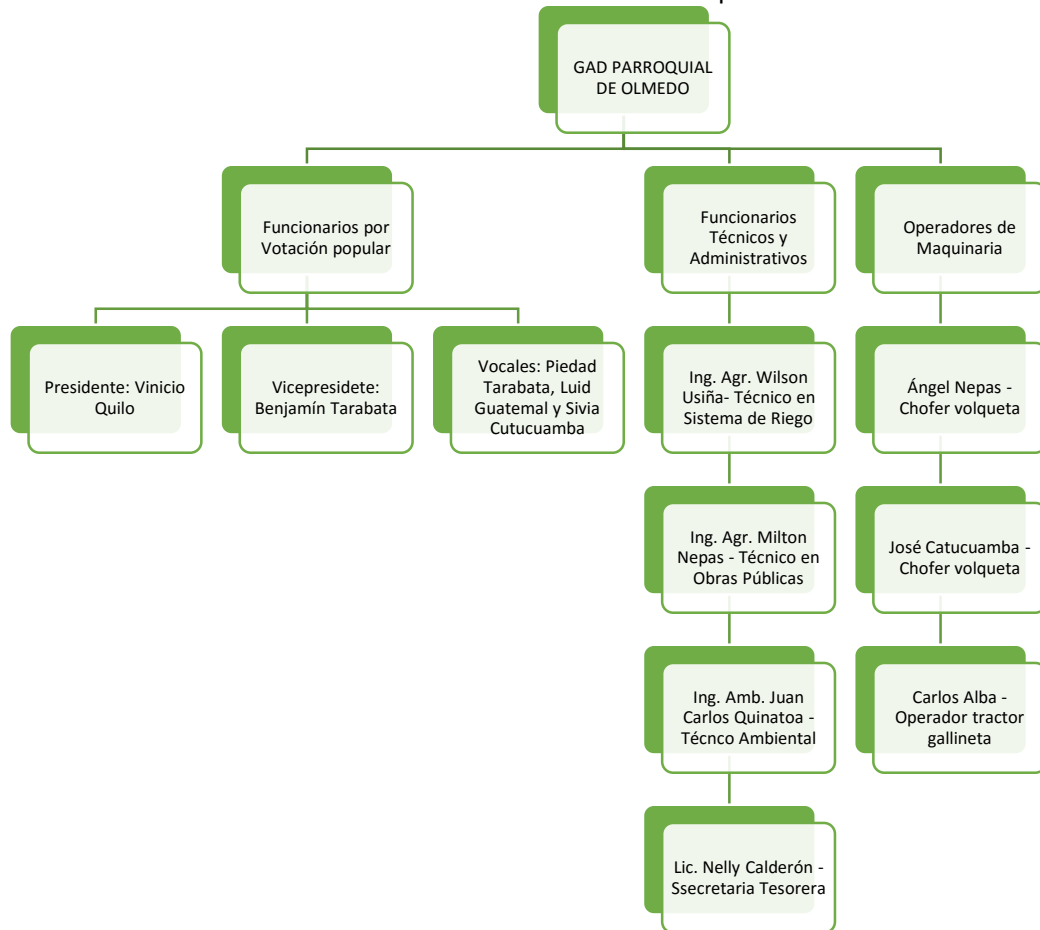 GAD PARROQUIAL
DE OLMEDO
Funcionarios por
Votación popular
Funcionarios
Técnicos y
Administrativos
Operadores de
Maquinaria
Presidente: Vinicio
Quilo
Vicepresidete:
Benjamín Tarabata
Vocales: Piedad
Tarabata, Luid
Guatemal y Sivia
Cutucuamba
Ing. Agr. Wilson
Usiña- Técnico en
Sistema de Riego
Ángel Nepas -
Chofer volqueta
Ing. Agr. Milton
Nepas - Técnico en
Obras Públicas
José Catucuamba -
Chofer volqueta
Ing. Amb. Juan
Carlos Quinatoa -
Técnco Ambiental
Carlos Alba -
Operador tractor
gallineta
Lic. Nelly Calderón -
Ssecretaria Tesorera